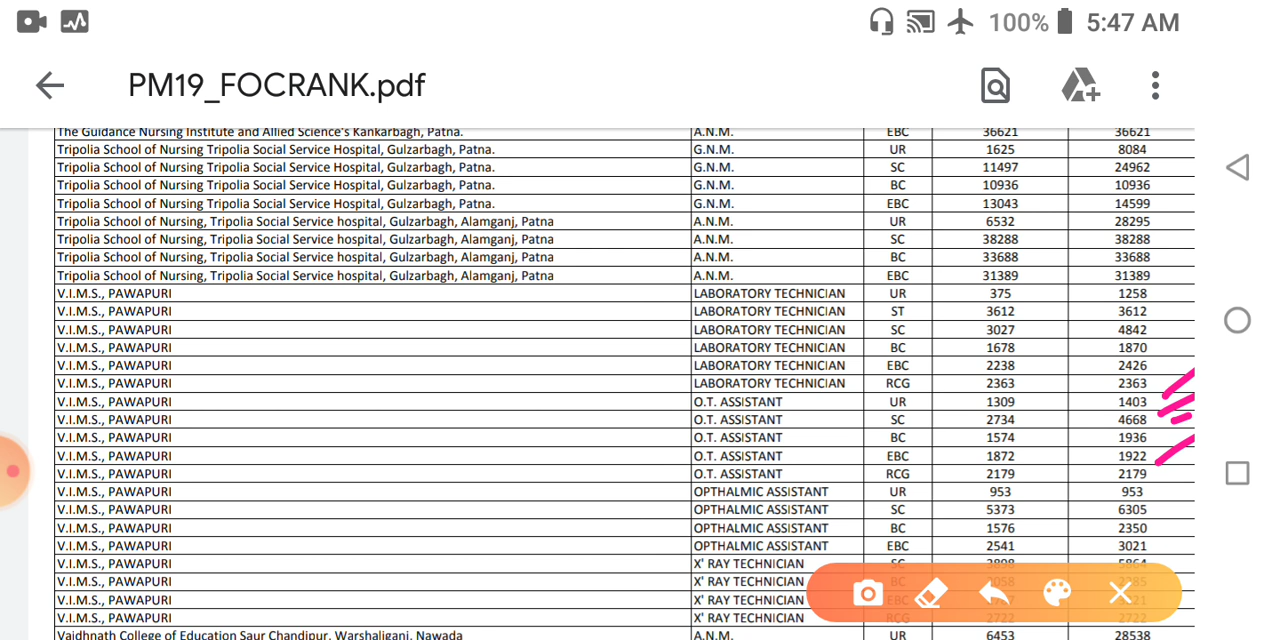 100% 5:47 AM
PM19_FOCRANK.pdf
The Guidance Nursing Institute and Allied Science's Kankarbagh, Patna. A.N.M. EBC 36621 36621
Tripolia School of Nursing Tripolia Social Service Hospital, Gulzarbagh, Patna. G.N.M. UR 1625 8084
Tripolia School of Nursing Tripolia Social Service Hospital, Gulzarbagh, Patna. G.N.M. SC 11497 24962
Tripolia School of Nursing Tripolia Social Service Hospital, Gulzarbagh, Patna. G.N.M. BC 10936 10936
Tripolia School of Nursing Tripolia Social Service Hospital, Gulzarbagh, Patna. G.N.M. EBC 13043 14599
Tripolia School of Nursing, Tripolia Social Service hospital, Gulzarbagh, Alamganj, Patna A.N.M. UR 6532 28295
Tripolia School of Nursing, Tripolia Social Service hospital, Gulzarbagh, Alamganj, Patna A.N.M. SC 38288 38288
Tripolia School of Nursing, Tripolia Social Service hospital, Gulzarbagh, Alamganj, Patna A.N.M. BC 33688 33688
Tripolia School of Nursing, Tripolia Social Service hospital, Gulzarbagh, Alamganj, Patna A.N.M. EBC 31389 31389
V.I.M.S., PAWAPURI LABORATORY TECHNICIAN UR 375 1258
V.I.M.S., PAWAPURI LABORATORY TECHNICIAN ST 3612 3612
V.I.M.S., PAWAPURI LABORATORY TECHNICIAN SC 3027 4842
V.I.M.S., PAWAPURI LABORATORY TECHNICIAN BC 1678 1870
V.I.M.S., PAWAPURI LABORATORY TECHNICIAN EBC 2238 2426
V.I.M.S., PAWAPURI LABORATORY TECHNICIAN RCG 2363 2363
V.I.M.S., PAWAPURI O.T. ASSISTANT UR 1309 1403
V.I.M.S., PAWAPURI O.T. ASSISTANT SC 2734 4668
V.I.M.S., PAWAPURI O.T. ASSISTANT BC 1574 1936
V.I.M.S., PAWAPURI O.T. ASSISTANT EBC 1872 1922
V.I.M.S., PAWAPURI O.T. ASSISTANT RCG 2179 2179
V.I.M.S., PAWAPURI OPTHALMIC ASSISTANT UR 953 953
V.I.M.S., PAWAPURI OPTHALMIC ASSISTANT SC 5373 6305
V.I.M.S., PAWAPURI OPTHALMIC ASSISTANT BC 1576 2350
V.I.M.S., PAWAPURI OPTHALMIC ASSISTANT EBC 2541 3021
V.I.M.S., PAWAPURI X' RAY TECHNICIAN SC
V.I.M.S., PAWAPURI X' RAY TECHNICIAN BC
V.I.M.S., PAWAPURI X' RAY TECHNICIAN EBC
V.I.M.S., PAWAPURI X' RAY TECHNICIAN RCG 2722 2722
Vaidhnath College of Education Saur Chandipur, Warshaliganj, Nawada A.N.M. UR 6453 28538